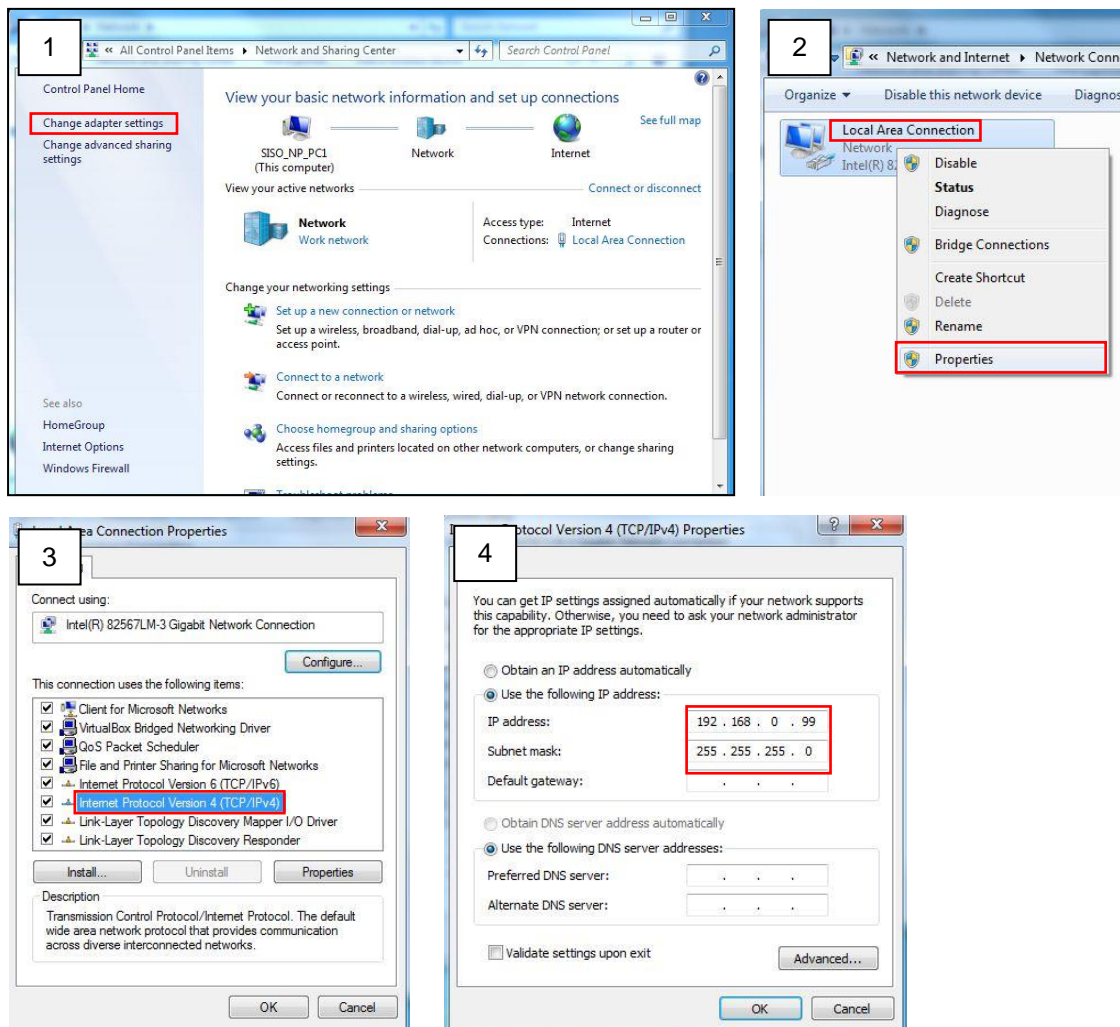 1
« All Control Panel Items ▸ Network and Sharing Center
Search Control Panel
Control Panel Home
Change adapter settings
Change advanced sharing
settings
See also
HomeGroup
Internet Options
Windows Firewall
View your basic network information and set up connections
See full map
SISO_NP_PC1
(This computer)
Network
Internet
View your active networks
Connect or disconnect
Network
Work network
Access type: Internet
Connections: Local Area Connection
Change your networking settings
Set up a new connection or network
Set up a wireless, broadband, dial-up, ad hoc, or VPN connection; or set up a router or
access point.
Connect to a network
Connect or reconnect to a wireless, wired, dial-up, or VPN network connection.
Choose homegroup and sharing options
Access files and printers located on other network computers, or change sharing
settings.
Troubleshoot problems
2
« Network and Internet ▸ Network Conn
Organize Disable this network device Diagnos
Local Area Connection
Network
Intel(R) 82
Disable
Status
Diagnose
Bridge Connections
Create Shortcut
Delete
Rename
Properties
3
ea Connection Properties
Connect using:
Intel(R) 82567LM-3 Gigabit Network Connection
Configure...
This connection uses the following items:
Client for Microsoft Networks
VirtualBox Bridged Networking Driver
QoS Packet Scheduler
File and Printer Sharing for Microsoft Networks
Internet Protocol Version 6 (TCP/IPv6)
Internet Protocol Version 4 (TCP/IPv4)
Link-Layer Topology Discovery Mapper I/O Driver
Link-Layer Topology Discovery Responder
Install... Uninstall Properties
Description
Transmission Control Protocol/Internet Protocol. The default
wide area network protocol that provides communication
across diverse interconnected networks.
OK Cancel
4
otocol Version 4 (TCP/IPv4) Properties
You can get IP settings assigned automatically if your network supports
this capability. Otherwise, you need to ask your network administrator
for the appropriate IP settings.
Obtain an IP address automatically
Use the following IP address:
IP address: 192 . 168 . 0 . 99
Subnet mask: 255 . 255 . 255 . 0
Default gateway: . . .
Obtain DNS server address automatically
Use the following DNS server addresses:
Preferred DNS server: . . .
Alternate DNS server: . . .
Validate settings upon exit
Advanced...
OK Cancel